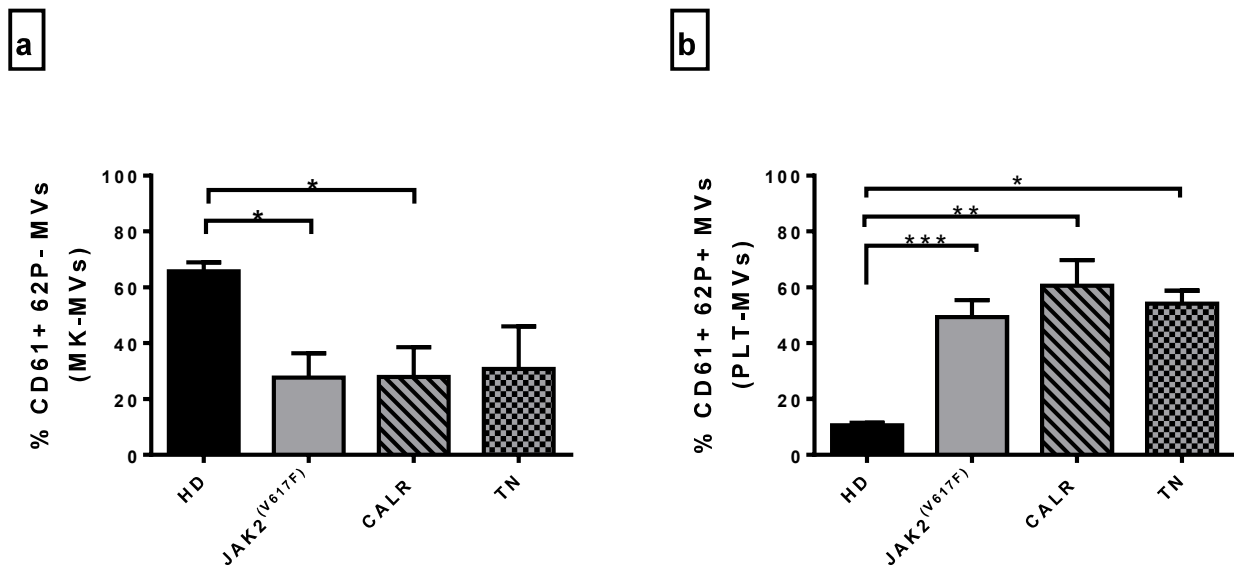 a
% CD61+ 62P- MVs
(MK-MVs)
100
80
60
40
20
0
*
*
HD
JAK2(V617F)
CALR
TN
b
% CD61+ 62P+ MVs
(PLT-MVs)
100
80
60
40
20
0
*
**
***
HD
JAK2(V617F)
CALR
TN